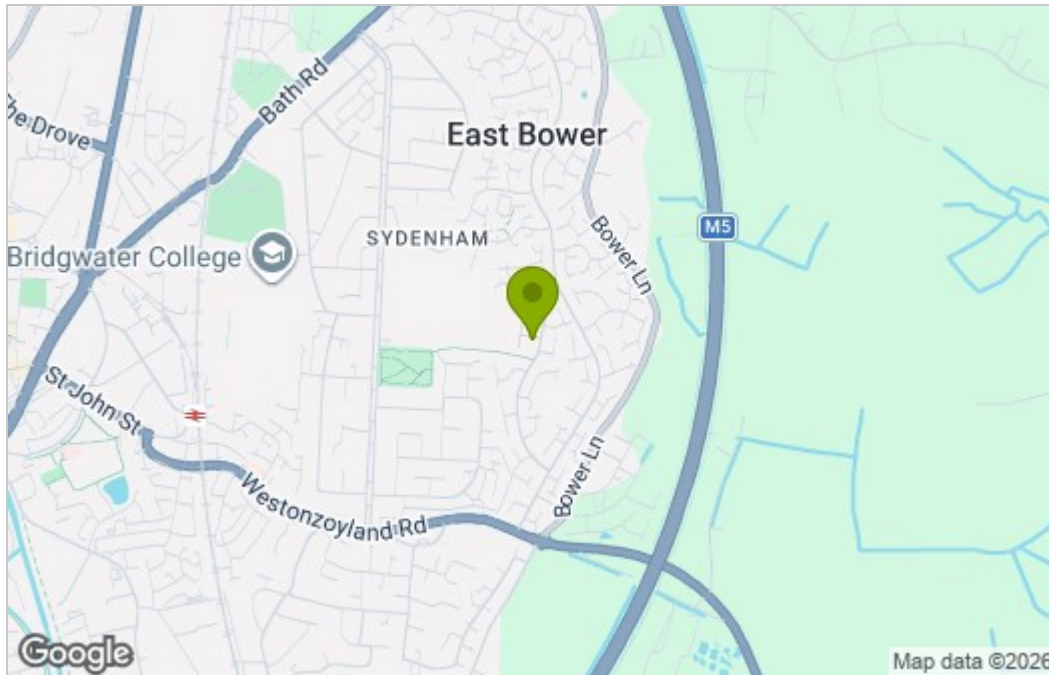 Bath Rd
The Drove
East Bower
SYDENHAM
M5
Bridgwater College
Bower Ln
St John St
Bower Ln
Westonzoyland Rd
Google
Map data ©2026